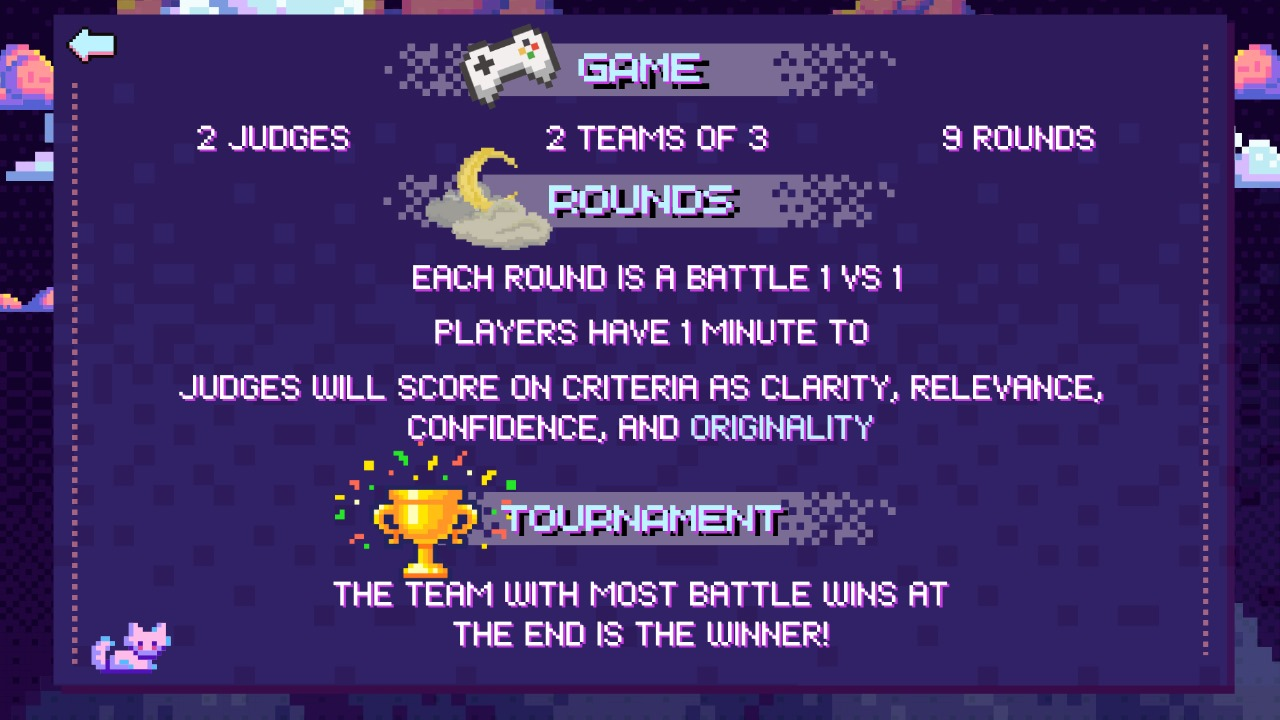 GAME
2 JUDGES 2 TEAMS OF 3 9 ROUNDS
ROUNDS
EACH ROUND IS A BATTLE 1 VS 1
PLAYERS HAVE 1 MINUTE TO
JUDGES WILL SCORE ON CRITERIA AS CLARITY, RELEVANCE,
CONFIDENCE, AND ORIGINALITY
TOURNAMENT
THE TEAM WITH MOST BATTLE WINS AT
THE END IS THE WINNER!